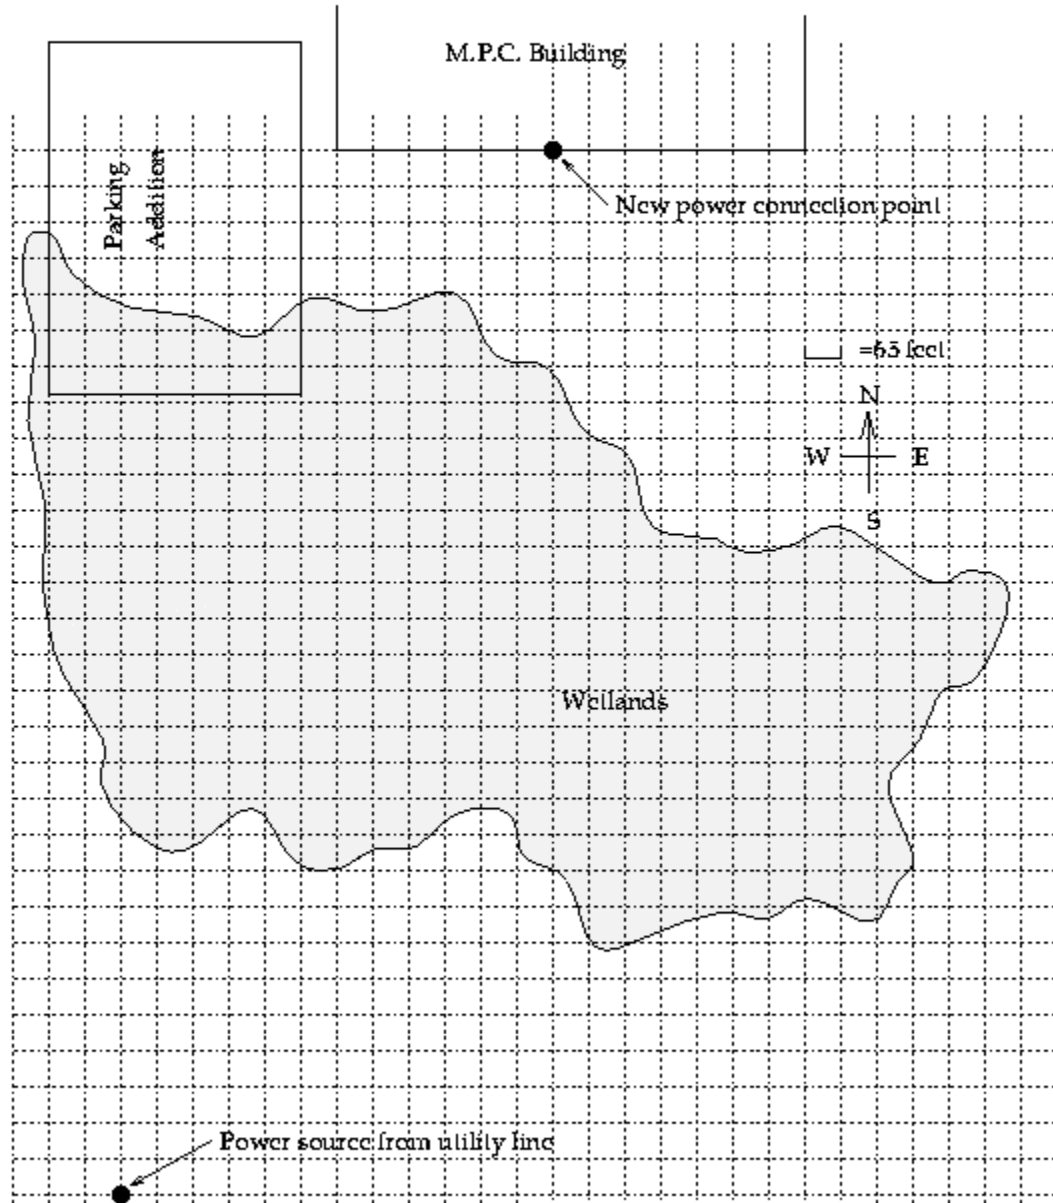 M.P.C. Building
Parking
Addition
New power connection point
=65 feet
N
W
E
S
Wetlands
Power source from utility line